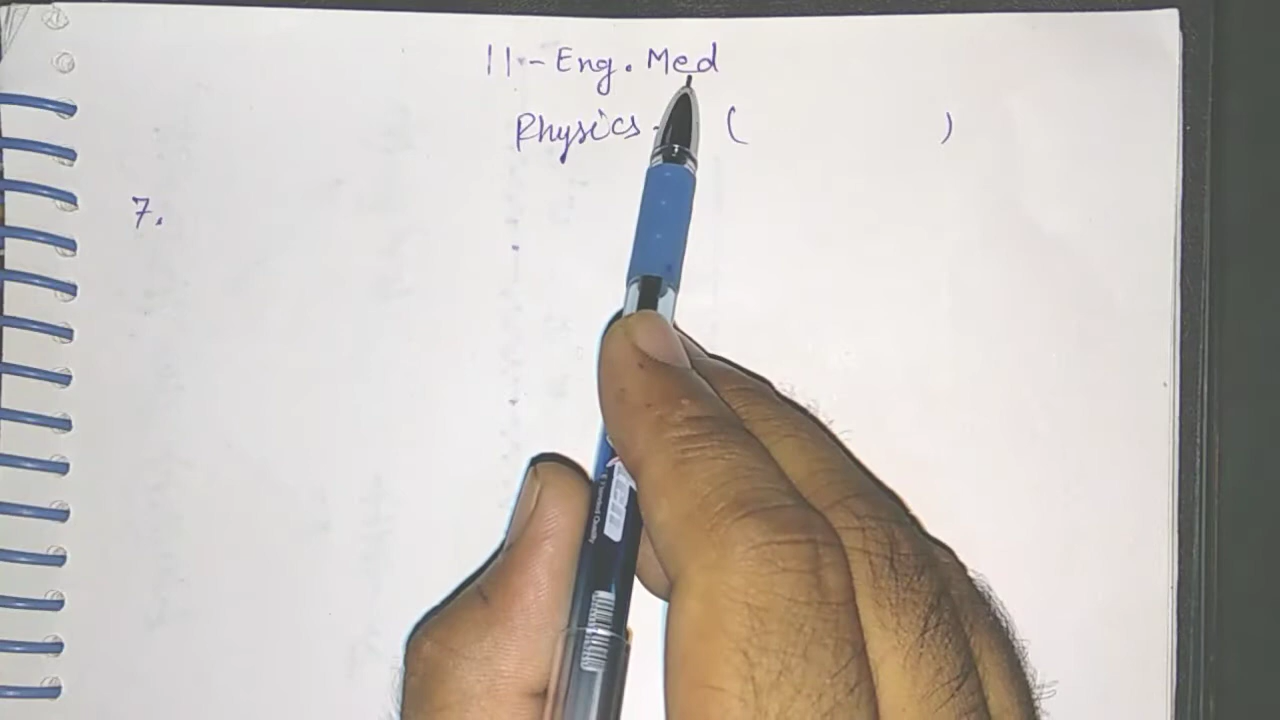 11 - Eng. Med
Physics - (                )
7.